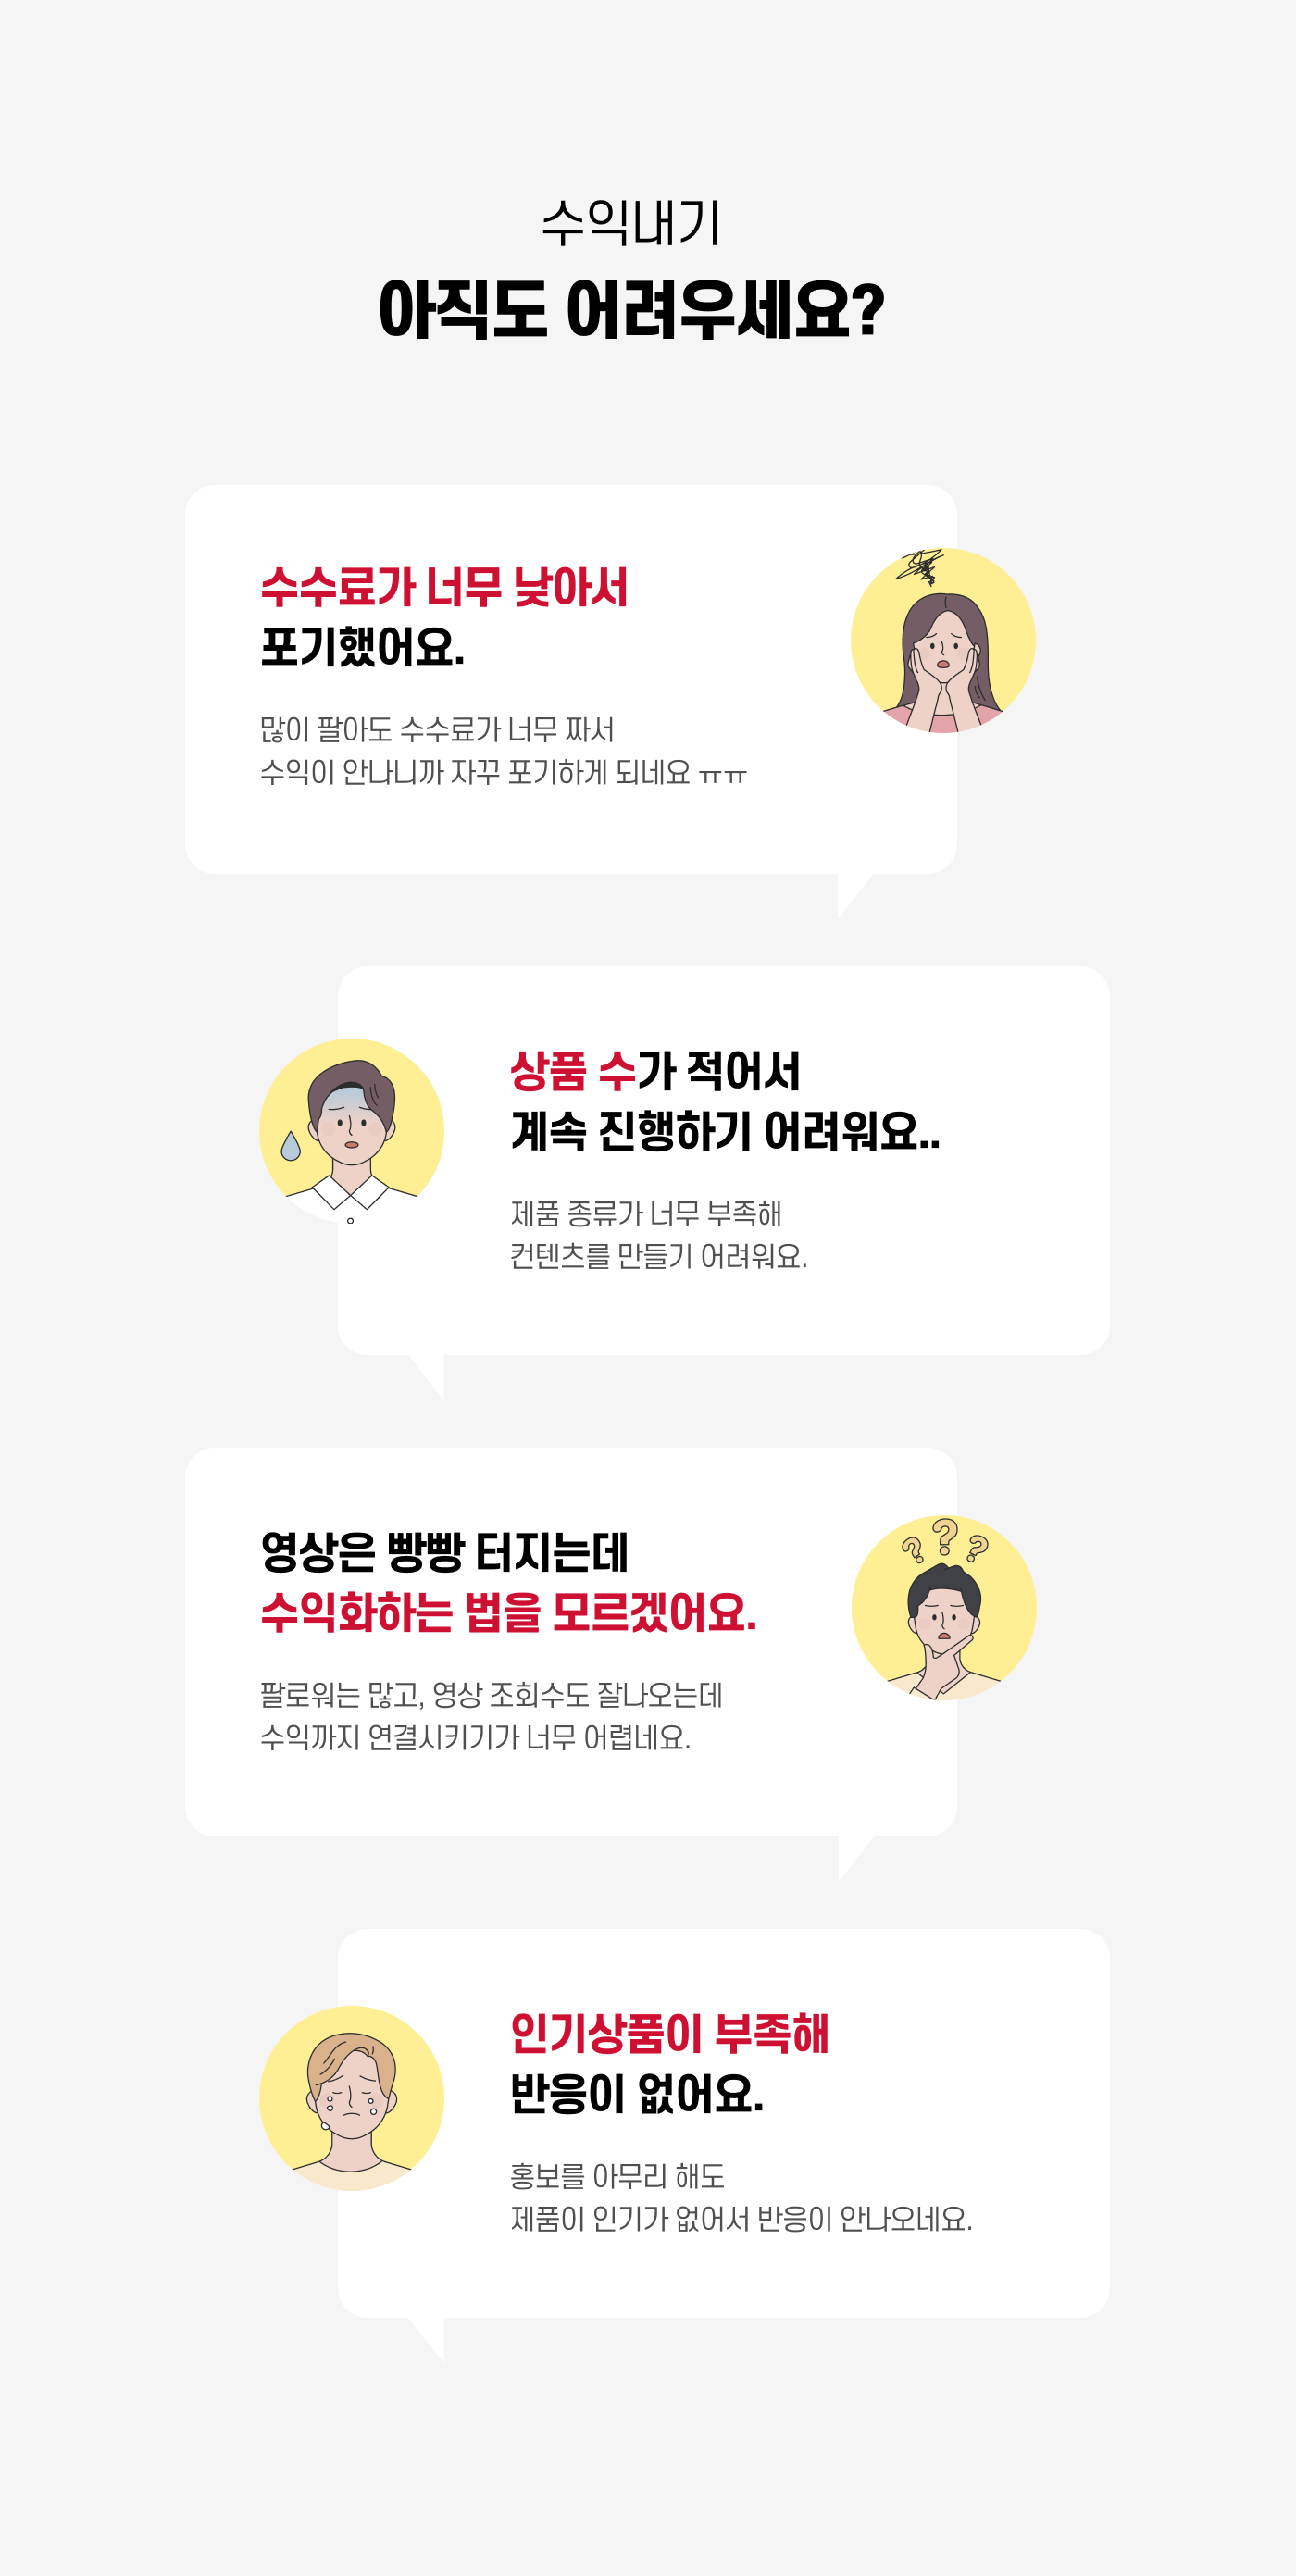 수익내기
아직도 어려우세요?
수수료가 너무 낮아서
포기했어요.
많이 팔아도 수수료가 너무 짜서
수익이 안나니까 자꾸 포기하게 되네요 ㅠㅠ
상품 수가 적어서
계속 진행하기 어려워요..
제품 종류가 너무 부족해
컨텐츠를 만들기 어려워요.
???
영상은 빵빵 터지는데
수익화하는 법을 모르겠어요.
팔로워는 많고, 영상 조회수도 잘나오는데
수익까지 연결시키기가 너무 어렵네요.
인기상품이 부족해
반응이 없어요.
홍보를 아무리 해도
제품이 인기가 없어서 반응이 안나오네요.